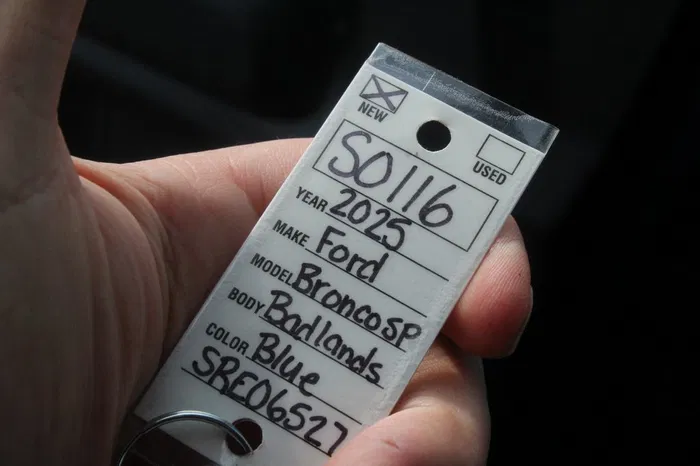 NEW
USED
S0116
YEAR 2025
MAKE Ford
MODEL Bronco SP
BODY Badlands
COLOR Blue
SRE06527